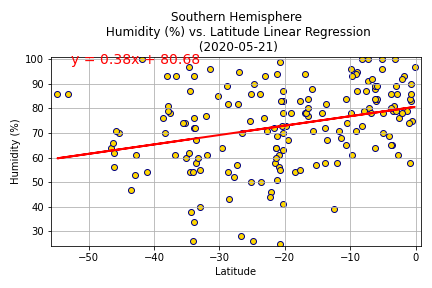 Southern Hemisphere
Humidity (%) vs. Latitude Linear Regression
(2020-05-21)
y = 0.38x + 80.68
100
90
80
70
60
50
40
30
Humidity (%)
−50 −40 −30 −20 −10 0
Latitude